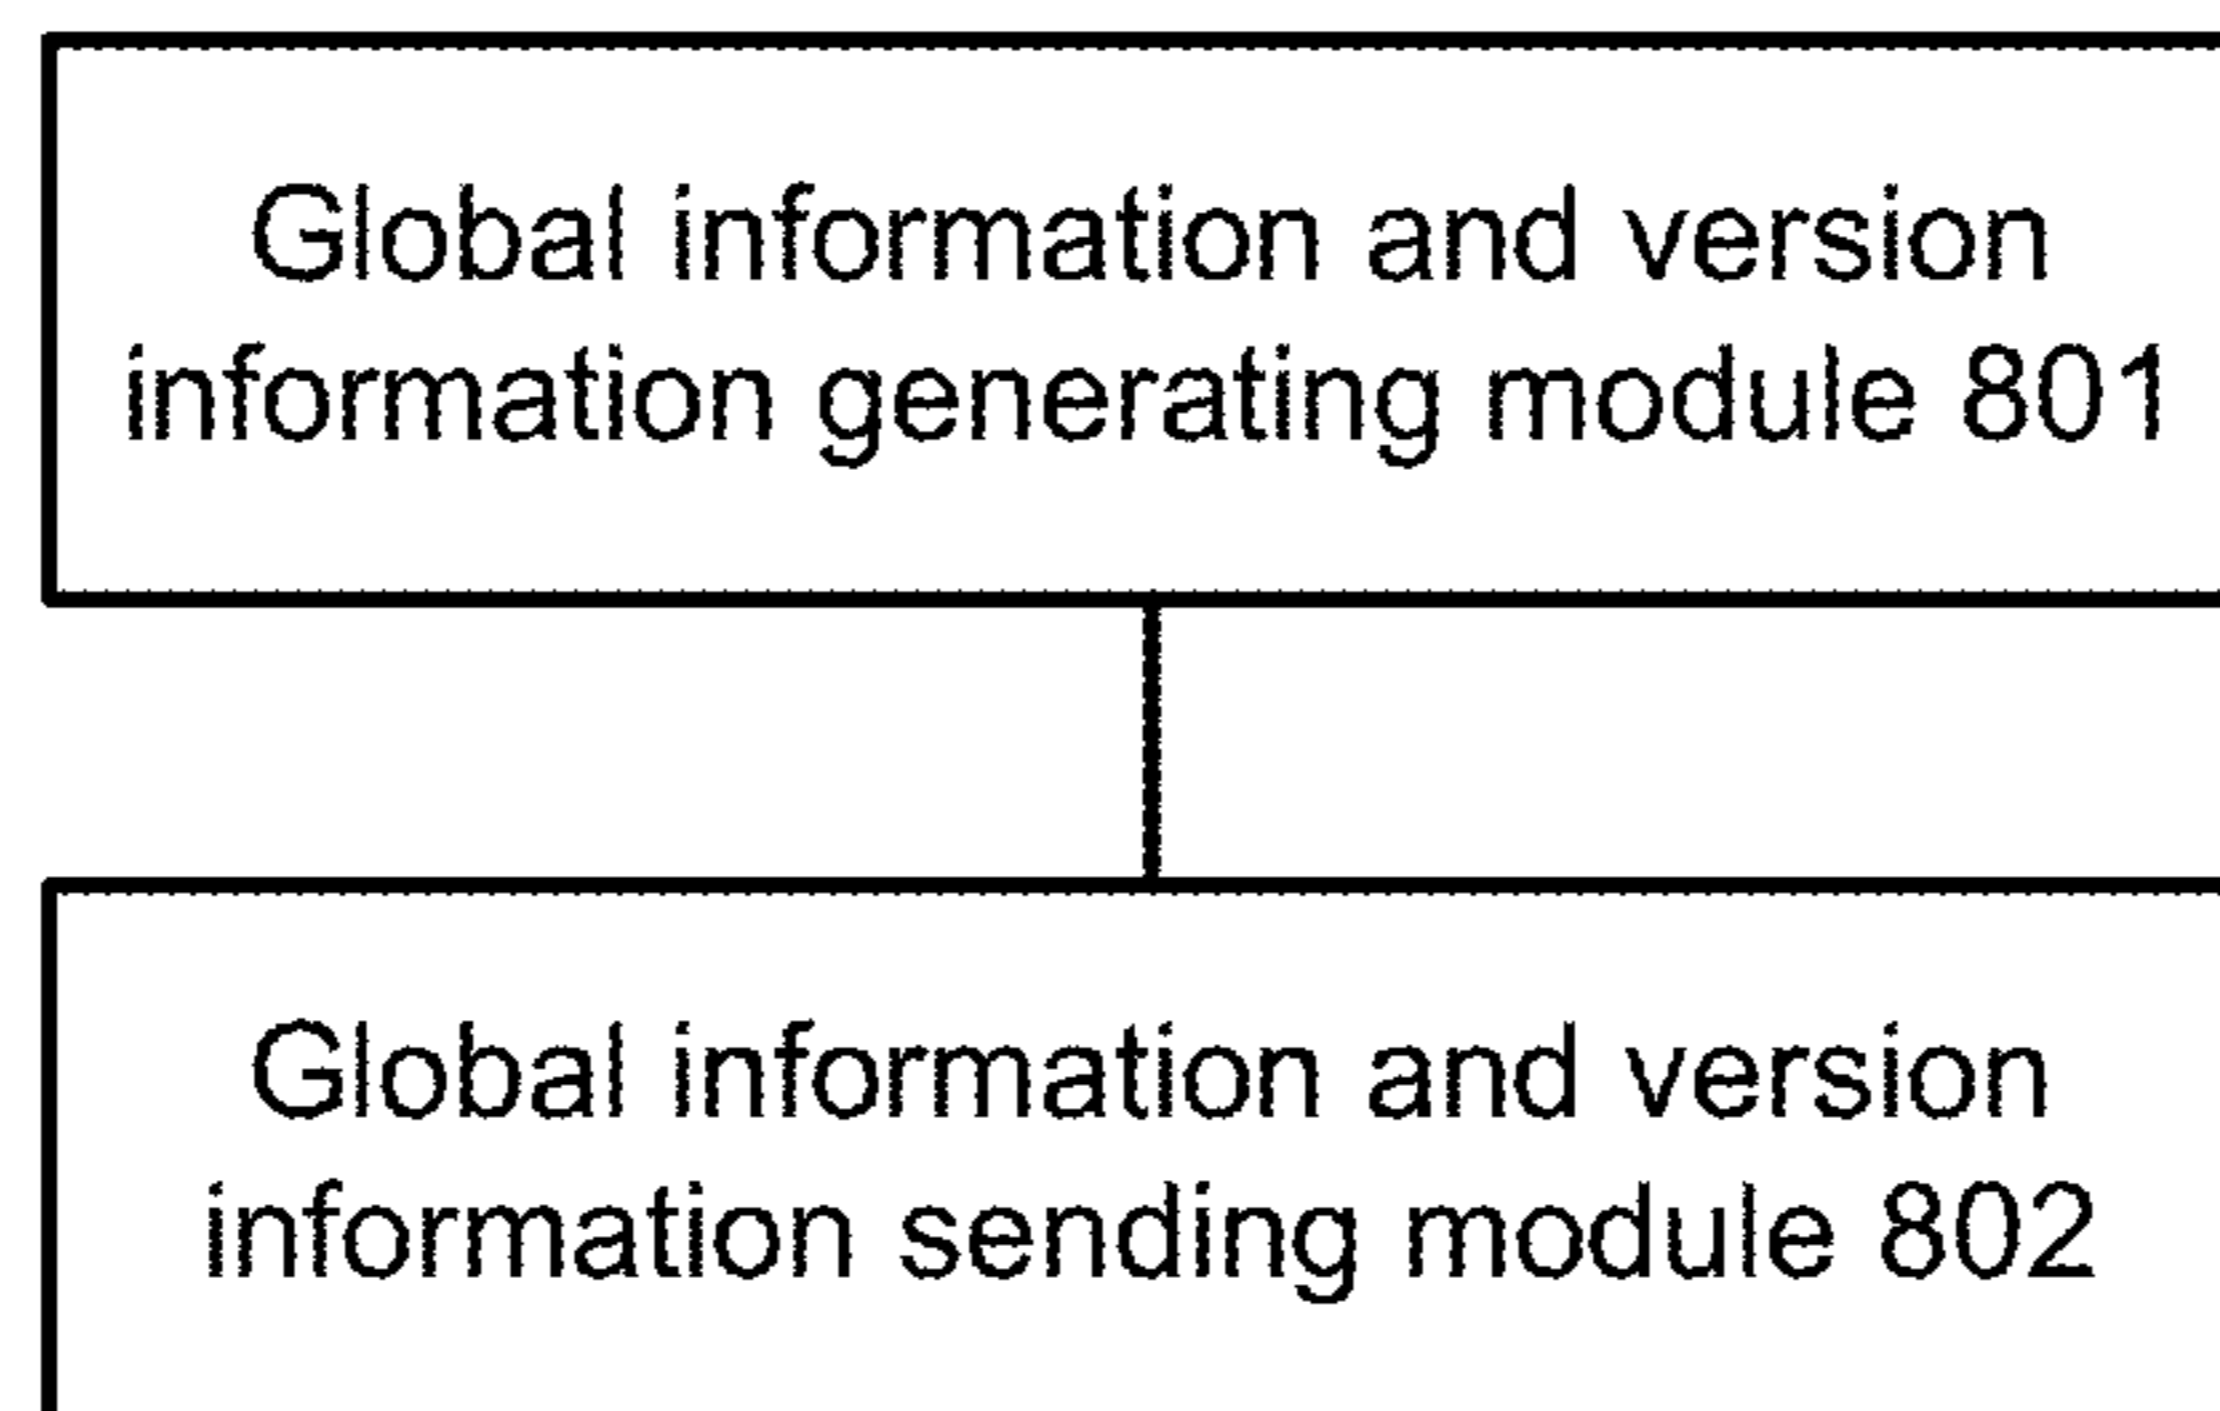 Global information and version
information generating module 801
Global information and version
information sending module 802